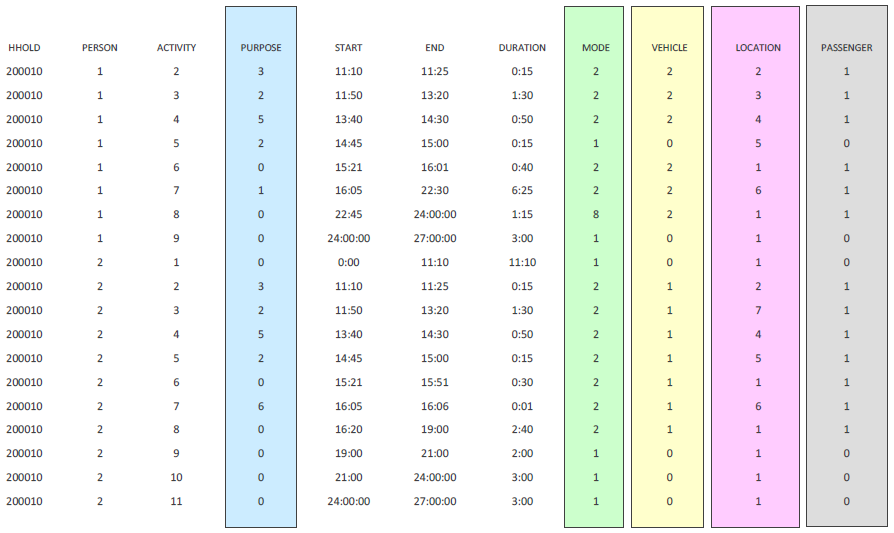 HHOLD PERSON ACTIVITY PURPOSE START END DURATION MODE VEHICLE LOCATION PASSENGER
200010 1 2 3 11:10 11:25 0:15 2 2 2 1
200010 1 3 2 11:50 13:20 1:30 2 2 3 1
200010 1 4 5 13:40 14:30 0:50 2 2 4 1
200010 1 5 2 14:45 15:00 0:15 1 0 5 0
200010 1 6 0 15:21 16:01 0:40 2 2 1 1
200010 1 7 1 16:05 22:30 6:25 2 2 6 1
200010 1 8 0 22:45 24:00:00 1:15 8 2 1 1
200010 1 9 0 24:00:00 27:00:00 3:00 1 0 1 0
200010 2 1 0 0:00 11:10 11:10 1 0 1 0
200010 2 2 3 11:10 11:25 0:15 2 1 2 1
200010 2 3 2 11:50 13:20 1:30 2 1 7 1
200010 2 4 5 13:40 14:30 0:50 2 1 4 1
200010 2 5 2 14:45 15:00 0:15 2 1 5 1
200010 2 6 0 15:21 15:51 0:30 2 1 1 1
200010 2 7 6 16:05 16:06 0:01 2 1 6 1
200010 2 8 0 16:20 19:00 2:40 2 1 1 1
200010 2 9 0 19:00 21:00 2:00 1 0 1 0
200010 2 10 0 21:00 24:00:00 3:00 1 0 1 0
200010 2 11 0 24:00:00 27:00:00 3:00 1 0 1 0